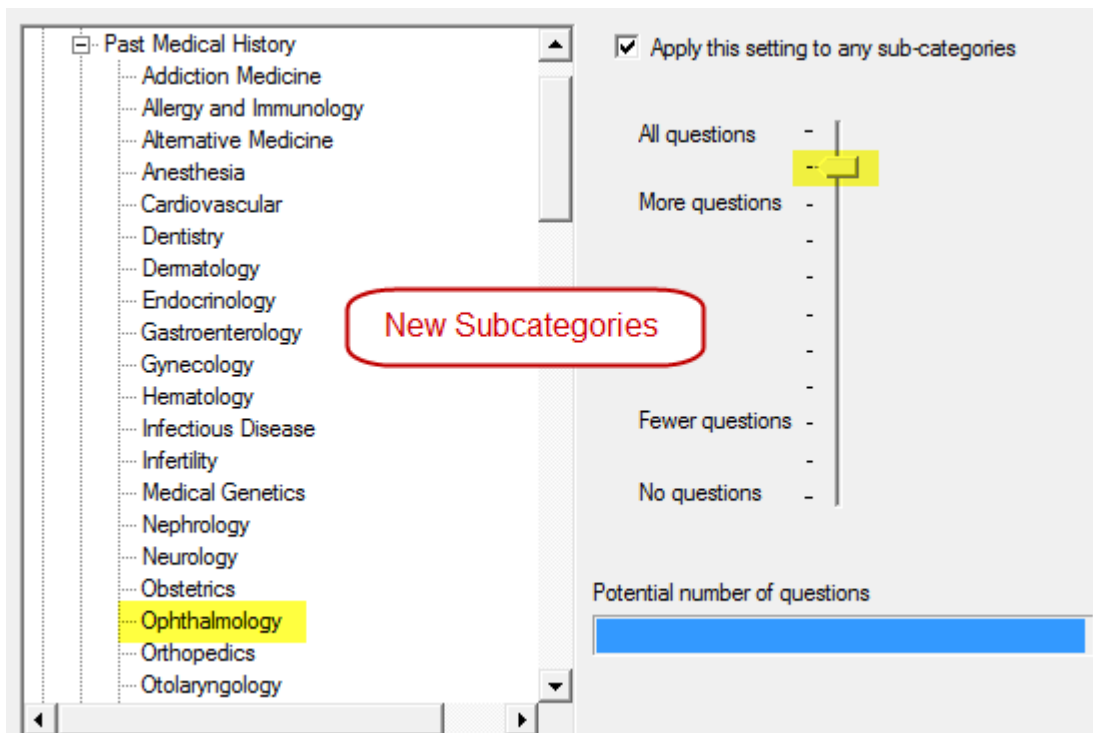 Past Medical History
Addiction Medicine
Allergy and Immunology
Alternative Medicine
Anesthesia
Cardiovascular
Dentistry
Dermatology
Endocrinology
Gastroenterology
Gynecology
Hematology
Infectious Disease
Infertility
Medical Genetics
Nephrology
Neurology
Obstetrics
Ophthalmology
Orthopedics
Otolaryngology
New Subcategories
Apply this setting to any sub-categories
All questions
More questions
Fewer questions
No questions
Potential number of questions